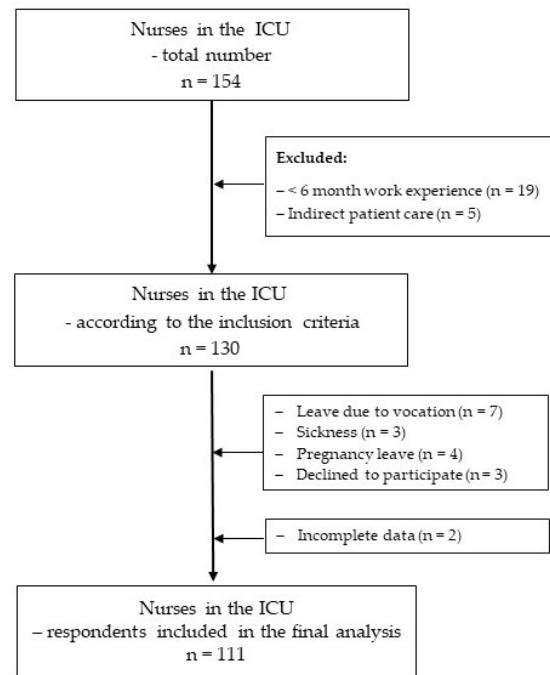 Nurses in the ICU
- total number
n = 154
Excluded:
– < 6 month work experience (n = 19)
– Indirect patient care (n = 5)
Nurses in the ICU
- according to the inclusion criteria
n = 130
– Leave due to vocation (n = 7)
– Sickness (n = 3)
– Pregnancy leave (n = 4)
– Declined to participate (n = 3)
– Incomplete data (n = 2)
Nurses in the ICU
– respondents included in the final analysis
n = 111